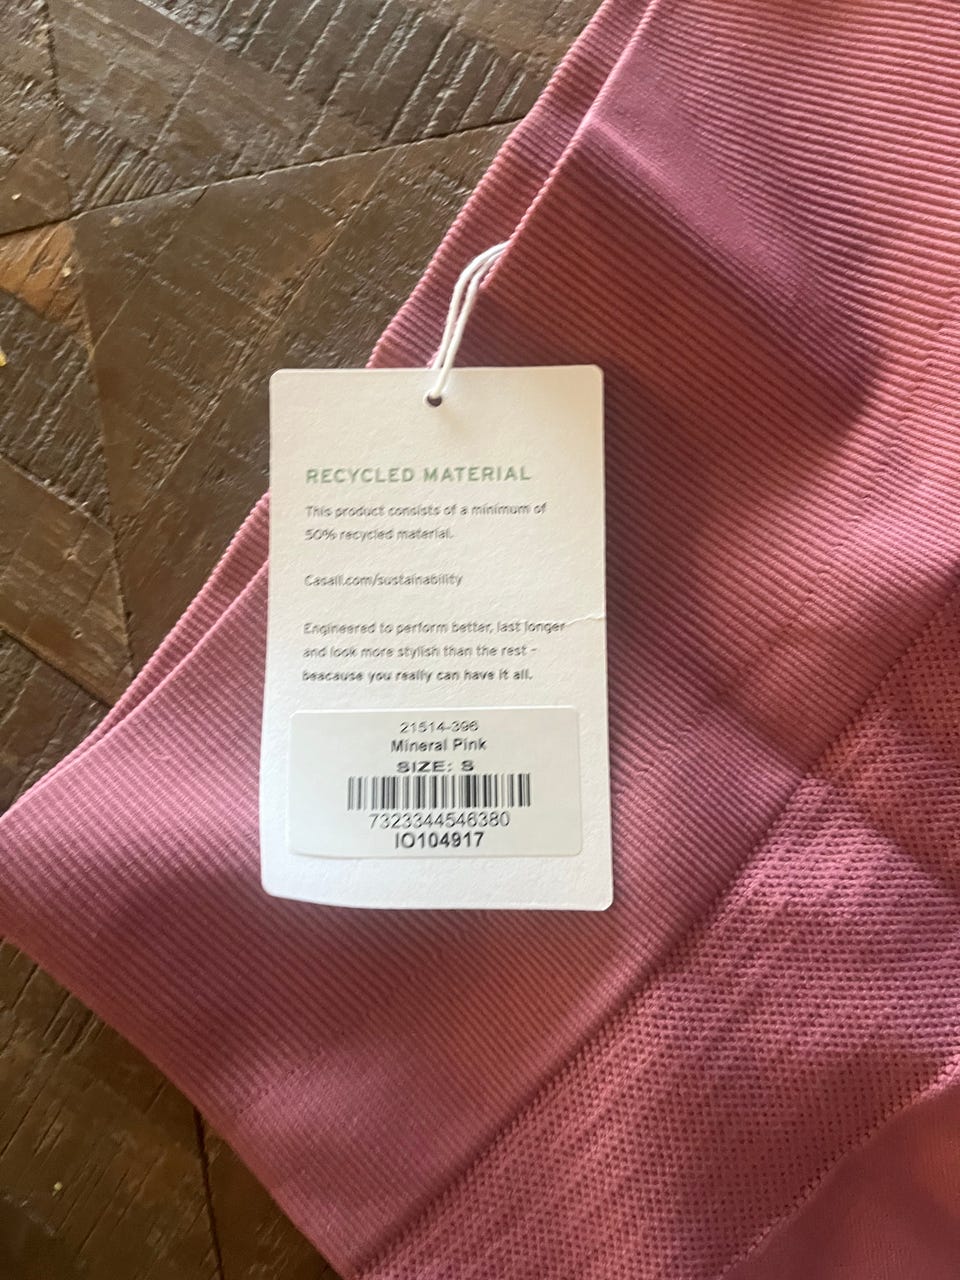 RECYCLED MATERIAL
This product consists of a minimum of
50% recycled material.
Casall.com/sustainability
Engineered to perform better, last longer
and look more stylish than the rest –
beacause you really can have it all.
21514-396
Mineral Pink
SIZE: S
7323344546380
IO104917